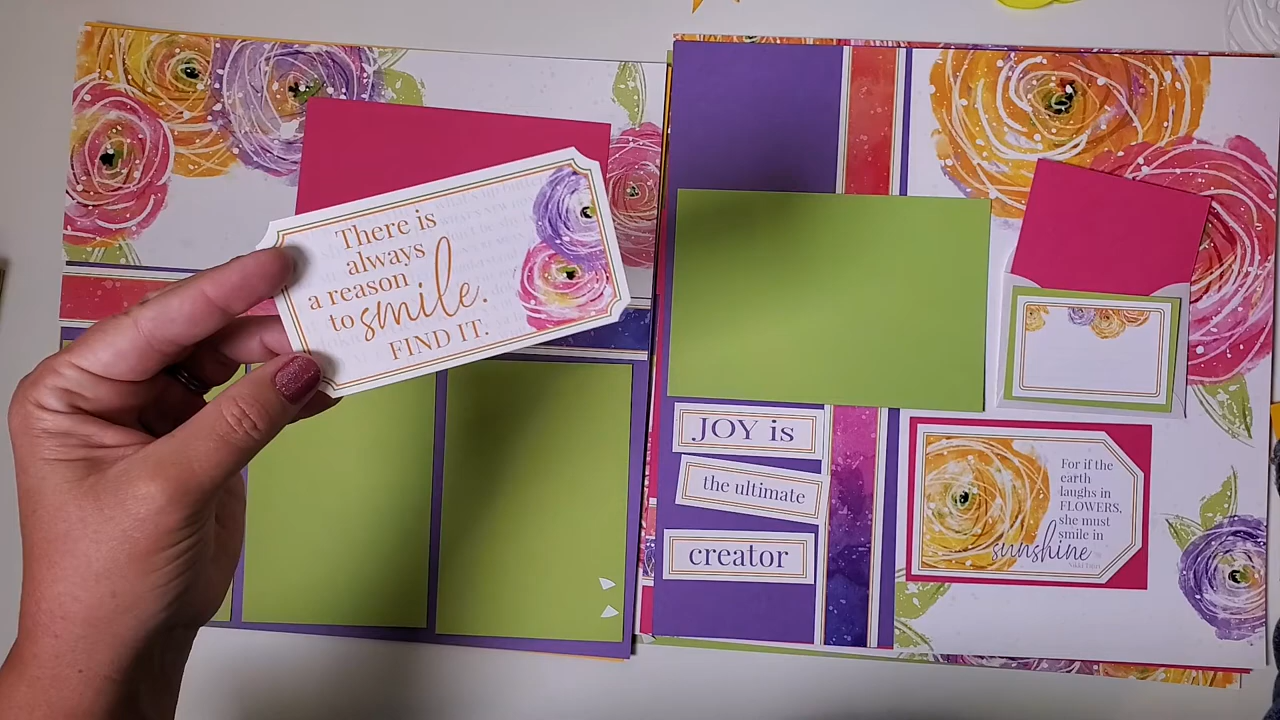 There is
always
a reason
to smile.
FIND IT.
JOY is
the ultimate
creator
For if the
earth
laughs in
FLOWERS,
she must
smile in
sunshine